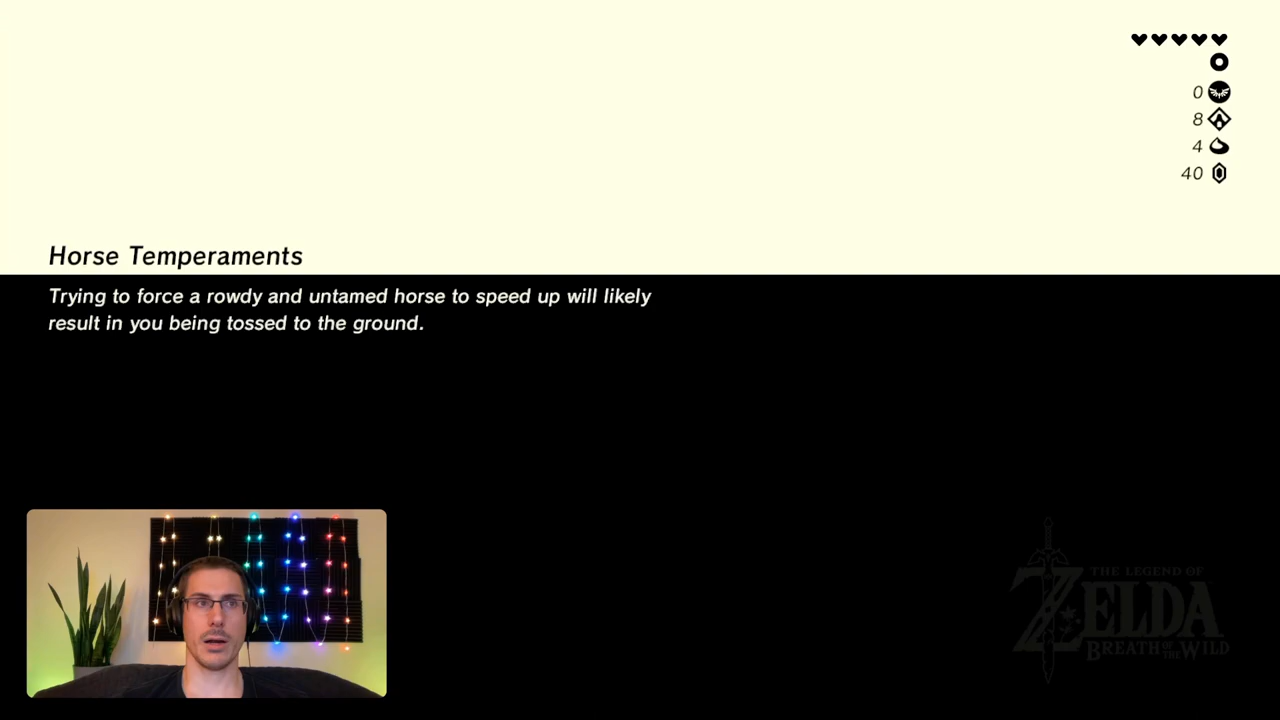 0
8
4
40
Horse Temperaments
Trying to force a rowdy and untamed horse to speed up will likely
result in you being tossed to the ground.
THE LEGEND OF
ZELDA
BREATH OF THE WILD